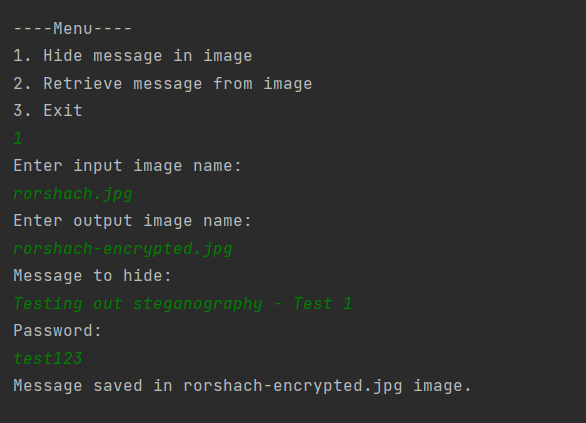 ----Menu----
1. Hide message in image
2. Retrieve message from image
3. Exit
1
Enter input image name:
rorshach.jpg
Enter output image name:
rorshach-encrypted.jpg
Message to hide:
Testing out steganography - Test 1
Password:
test123
Message saved in rorshach-encrypted.jpg image.